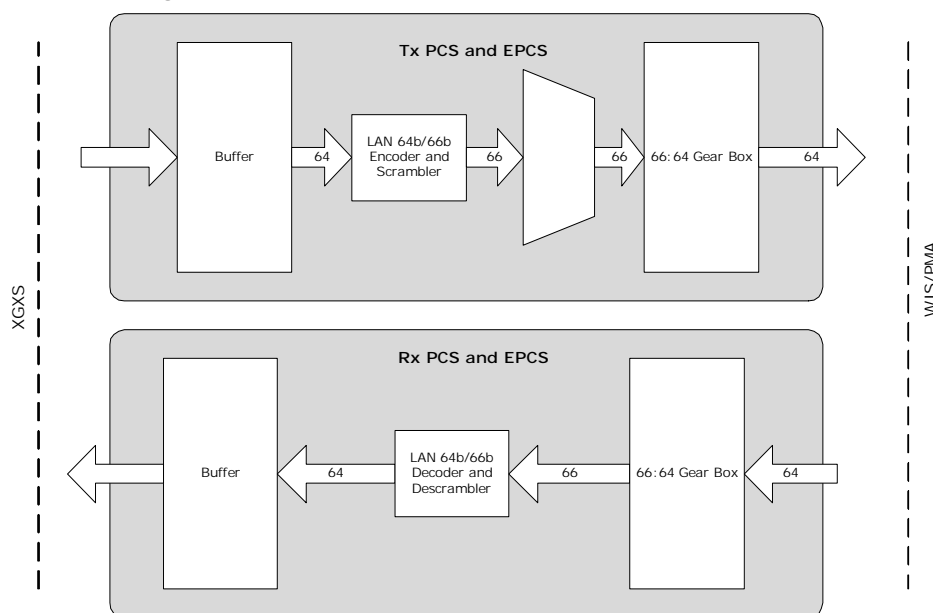 Tx PCS and EPCS
Buffer
64
LAN 64b/66b
Encoder and
Scrambler
66
66
66:64 Gear Box
64
XGXS
WIS/PMA
Rx PCS and EPCS
Buffer
64
LAN 64b/66b
Decoder and
Descrambler
66
66:64 Gear Box
64